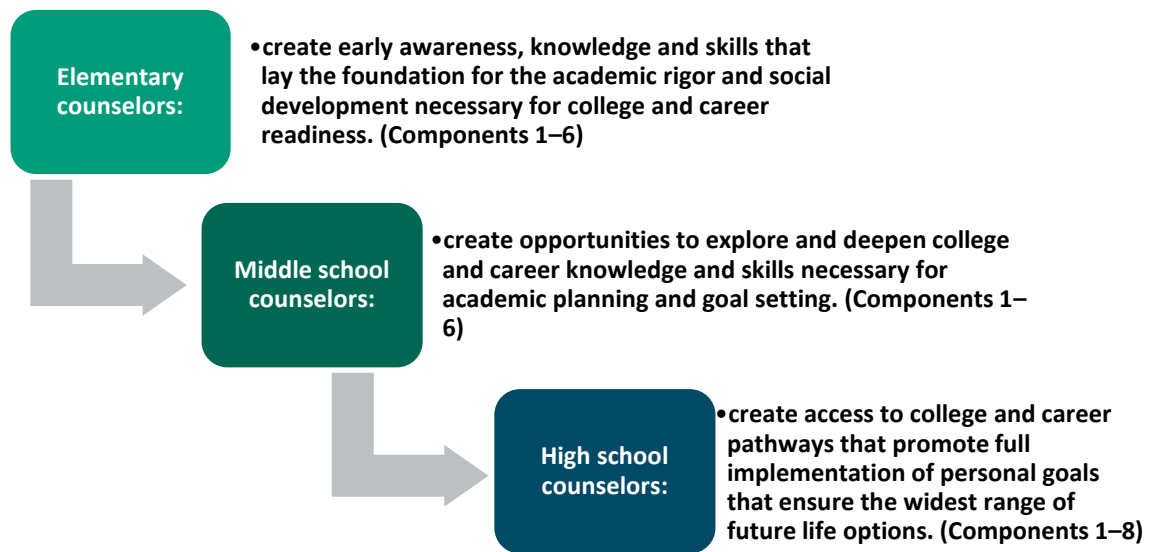 Elementary
counselors:
•create early awareness, knowledge and skills that
lay the foundation for the academic rigor and social
development necessary for college and career
readiness. (Components 1–6)
Middle school
counselors:
•create opportunities to explore and deepen college
and career knowledge and skills necessary for
academic planning and goal setting. (Components 1–
6)
High school
counselors:
•create access to college and career
pathways that promote full
implementation of personal goals
that ensure the widest range of
future life options. (Components 1–8)